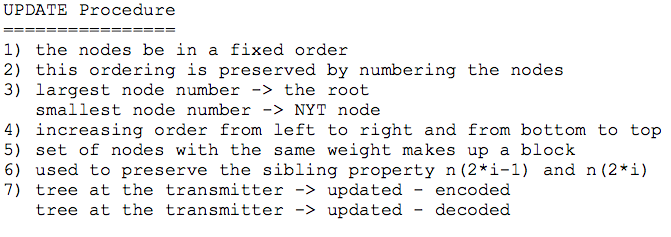 UPDATE Procedure
================
1) the nodes be in a fixed order
2) this ordering is preserved by numbering the nodes
3) largest node number -> the root
   smallest node number -> NYT node
4) increasing order from left to right and from bottom to top
5) set of nodes with the same weight makes up a block
6) used to preserve the sibling property n(2*i-1) and n(2*i)
7) tree at the transmitter -> updated - encoded
   tree at the transmitter -> updated - decoded